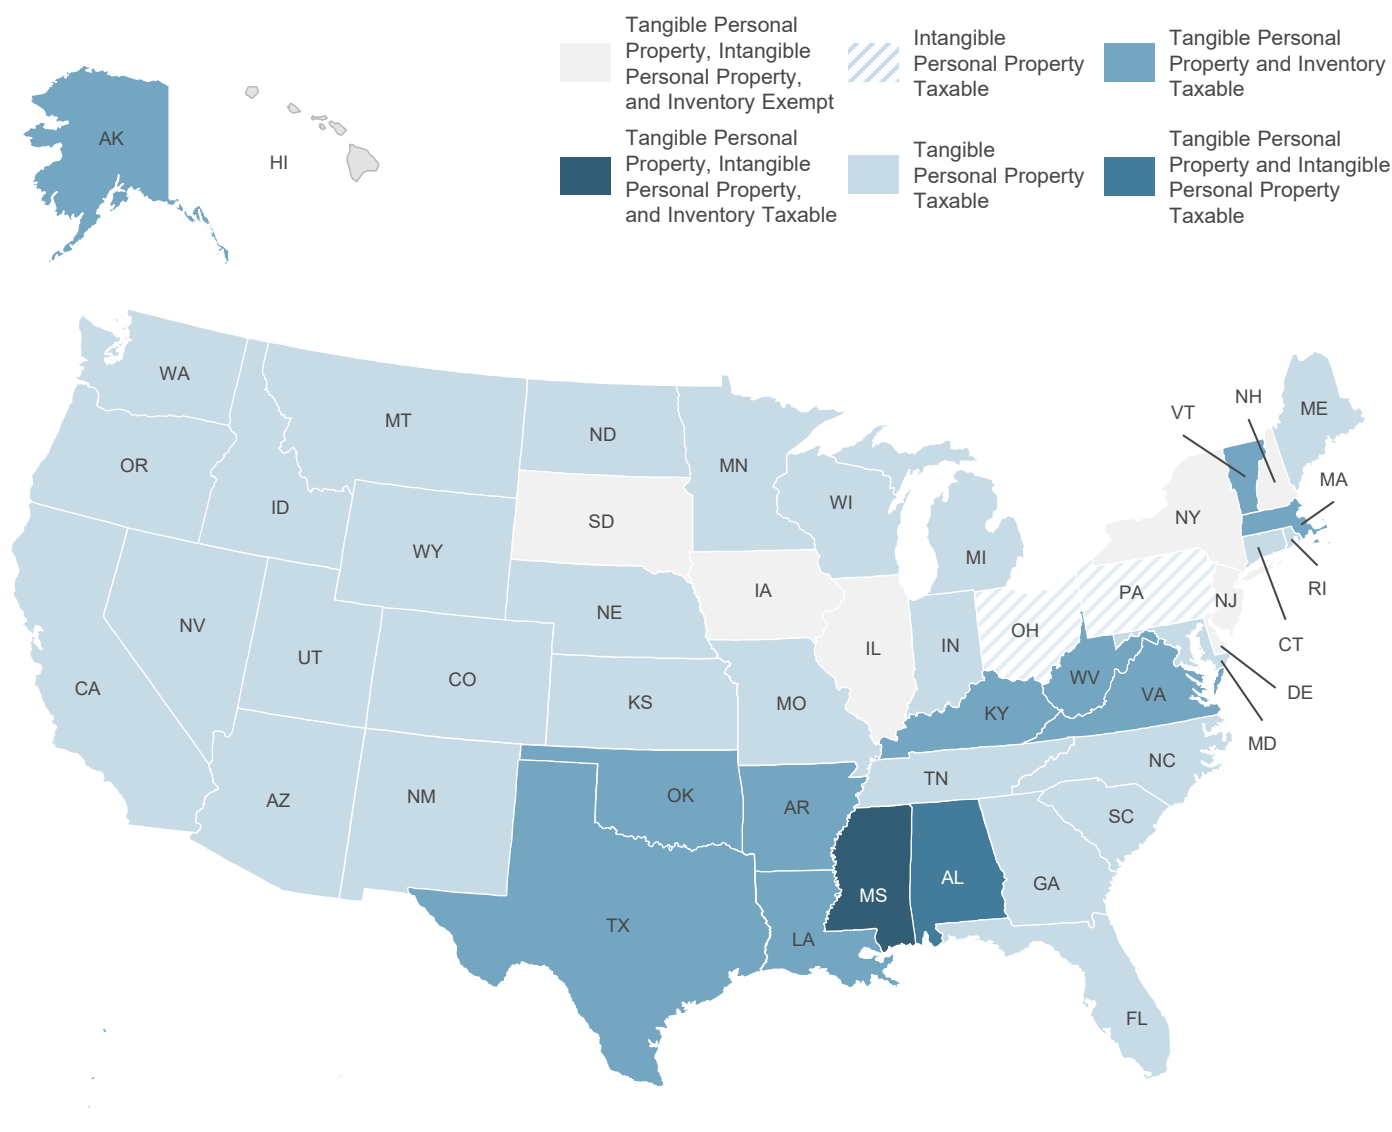 Tangible Personal
Property, Intangible
Personal Property,
and Inventory Exempt
Intangible
Personal Property
Taxable
Tangible Personal
Property and Inventory
Taxable
Tangible Personal
Property, Intangible
Personal Property,
and Inventory Taxable
Tangible
Personal Property
Taxable
Tangible Personal
Property and Intangible
Personal Property
Taxable
AK
HI
WA
MT
ND
MN
OR
ID
WY
SD
WI
MI
NY
VT
NH
ME
MA
RI
CT
NJ
PA
DE
MD
NV
UT
CO
NE
IA
IL
IN
OH
WV
VA
KY
CA
KS
MO
AZ
NM
OK
AR
TN
NC
SC
TX
LA
MS
AL
GA
FL